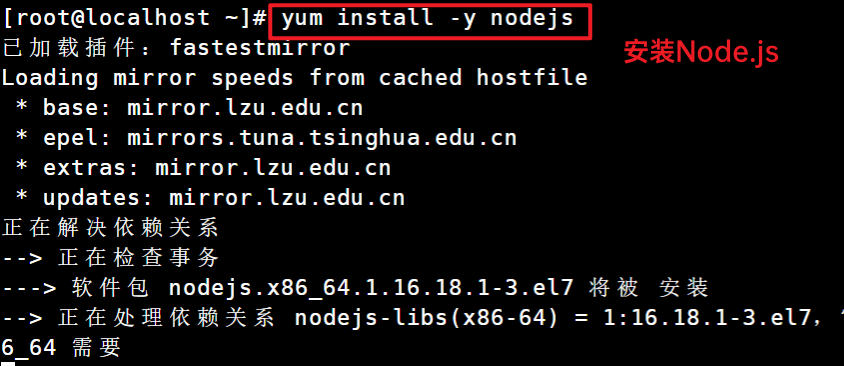 [root@localhost ~]# yum install -y nodejs
已加载插件：fastestmirror
安装Node.js
Loading mirror speeds from cached hostfile
* base: mirror.lzu.edu.cn
* epel: mirrors.tuna.tsinghua.edu.cn
* extras: mirror.lzu.edu.cn
* updates: mirror.lzu.edu.cn
正在解决依赖关系
--> 正在检查事务
---> 软件包 nodejs.x86_64.1.16.18.1-3.el7 将被 安装
--> 正在处理依赖关系 nodejs-libs(x86-64) = 1:16.18.1-3.el7，
6_64 需要